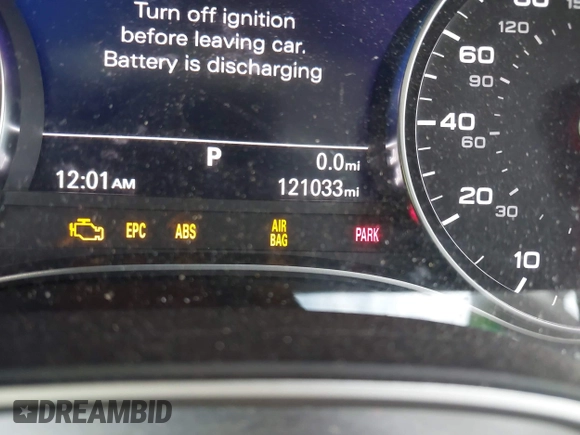 Turn off ignition
before leaving car.
Battery is discharging
P
0.0mi
12:01AM
121033mi
EPC
ABS
AIR
BAG
PARK
120
60
90
40
60
20
30
10
DREAMBID